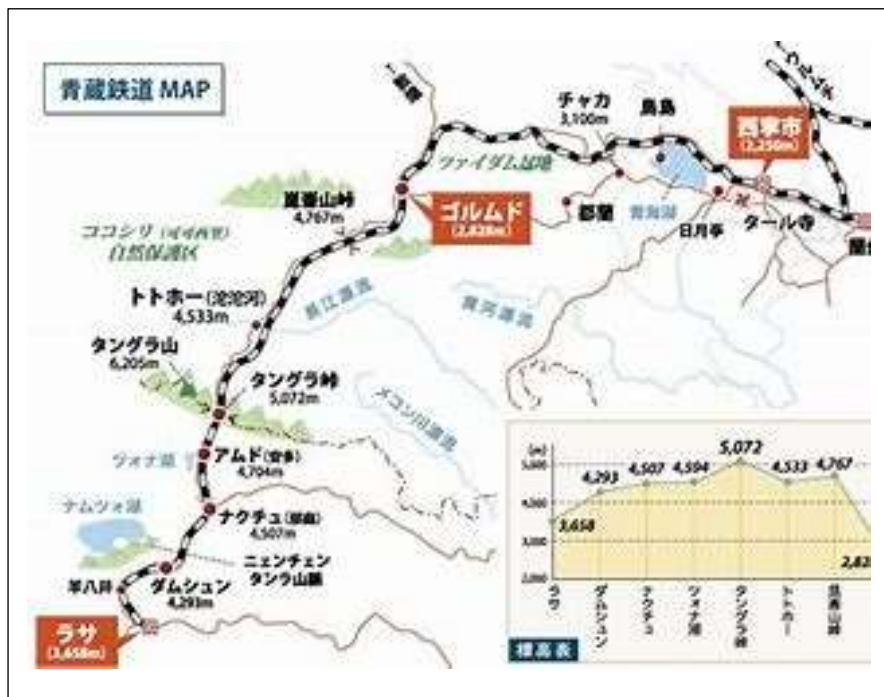 青蔵鉄道 MAP
チャカ
3,100m
鳥島
西寧市
(2,250m)
ツァイダム盆地
崑崙山峠
4,767m
ゴルムド
(2,828m)
都蘭
青海湖
日月亭
タール寺
ココシリ(可可西里)
自然保護区
トトホー(沱沱河)
4,533m
長江源流
黄河源流
タングラ山
6,205m
タングラ峠
5,072m
メコン川源流
ツォナ湖
アムド(安多)
4,704m
ナムツォ湖
ナクチュ(那曲)
4,507m
ニェンチェン
タンラ山脈
羊八井
ダムシュン
4,293m
ラサ
(3,658m)
(m)
5,000
4,000
3,000
2,000
3,658
4,293
4,507
4,594
5,072
4,533
4,767
2,828
ラサ
ダムシュン
ナクチュ
ツォナ湖
タングラ峠
トトホー
崑崙山峠
標高表